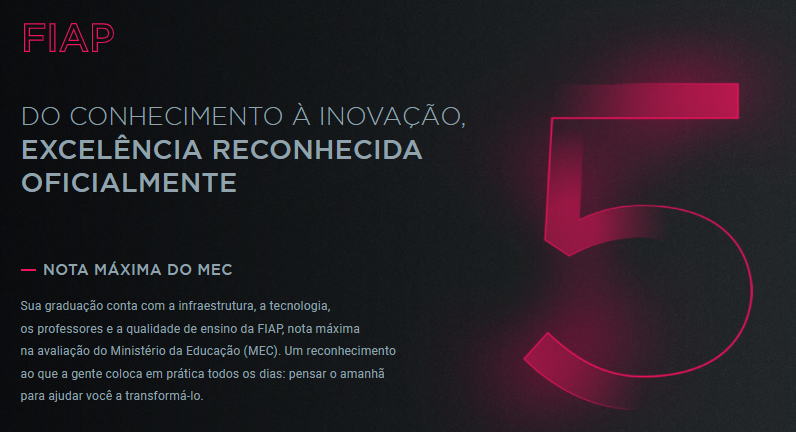 FIAP
DO CONHECIMENTO À INOVAÇÃO,
EXCELÊNCIA RECONHECIDA
OFICIALMENTE
5
NOTA MÁXIMA DO MEC
Sua graduação conta com a infraestrutura, a tecnologia,
os professores e a qualidade de ensino da FIAP, nota máxima
na avaliação do Ministério da Educação (MEC). Um reconhecimento
ao que a gente coloca em prática todos os dias: pensar o amanhã
para ajudar você a transformá-lo.